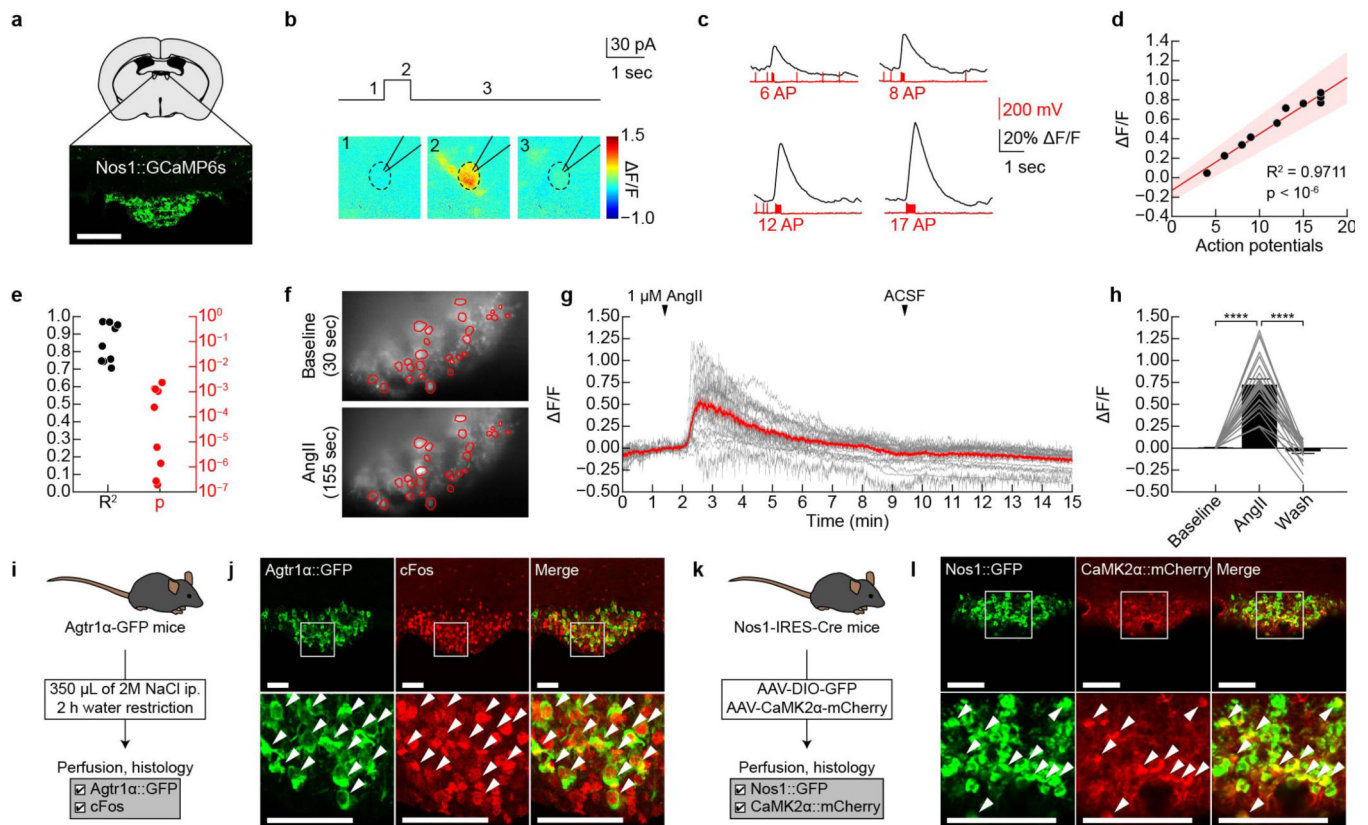 a
Nos1::GCaMP6s
b
30 pA
1 sec
1
2
3
1
2
3
1.5
ΔF/F
−1.0
c
6 AP
8 AP
12 AP
17 AP
200 mV
20% ΔF/F
1 sec
d
ΔF/F
1.4
1.2
1.0
0.8
0.6
0.4
0.2
0.0
−0.2
−0.4
R² = 0.9711
p < 10⁻⁶
0 5 10 15 20
Action potentials
e
1.0
0.9
0.8
0.7
0.6
0.5
0.4
0.3
0.2
0.1
0.0
10⁰
10⁻¹
10⁻²
10⁻³
10⁻⁴
10⁻⁵
10⁻⁶
10⁻⁷
R² p
f
Baseline
(30 sec)
AngII
(155 sec)
g
1 µM AngII
ACSF
ΔF/F
1.50
1.25
1.00
0.75
0.50
0.25
0.00
−0.25
−0.50
0 1 2 3 4 5 6 7 8 9 10 11 12 13 14 15
Time (min)
h
**** ****
ΔF/F
1.50
1.25
1.00
0.75
0.50
0.25
0.00
−0.25
−0.50
Baseline
AngII
Wash
i
Agtr1α-GFP mice
350 µL of 2M NaCl ip.
2 h water restriction
Perfusion, histology
Agtr1α::GFP
cFos
j
Agtr1α::GFP
cFos
Merge
k
Nos1-IRES-Cre mice
AAV-DIO-GFP
AAV-CaMK2α-mCherry
Perfusion, histology
Nos1::GFP
CaMK2α::mCherry
l
Nos1::GFP
CaMK2α::mCherry
Merge